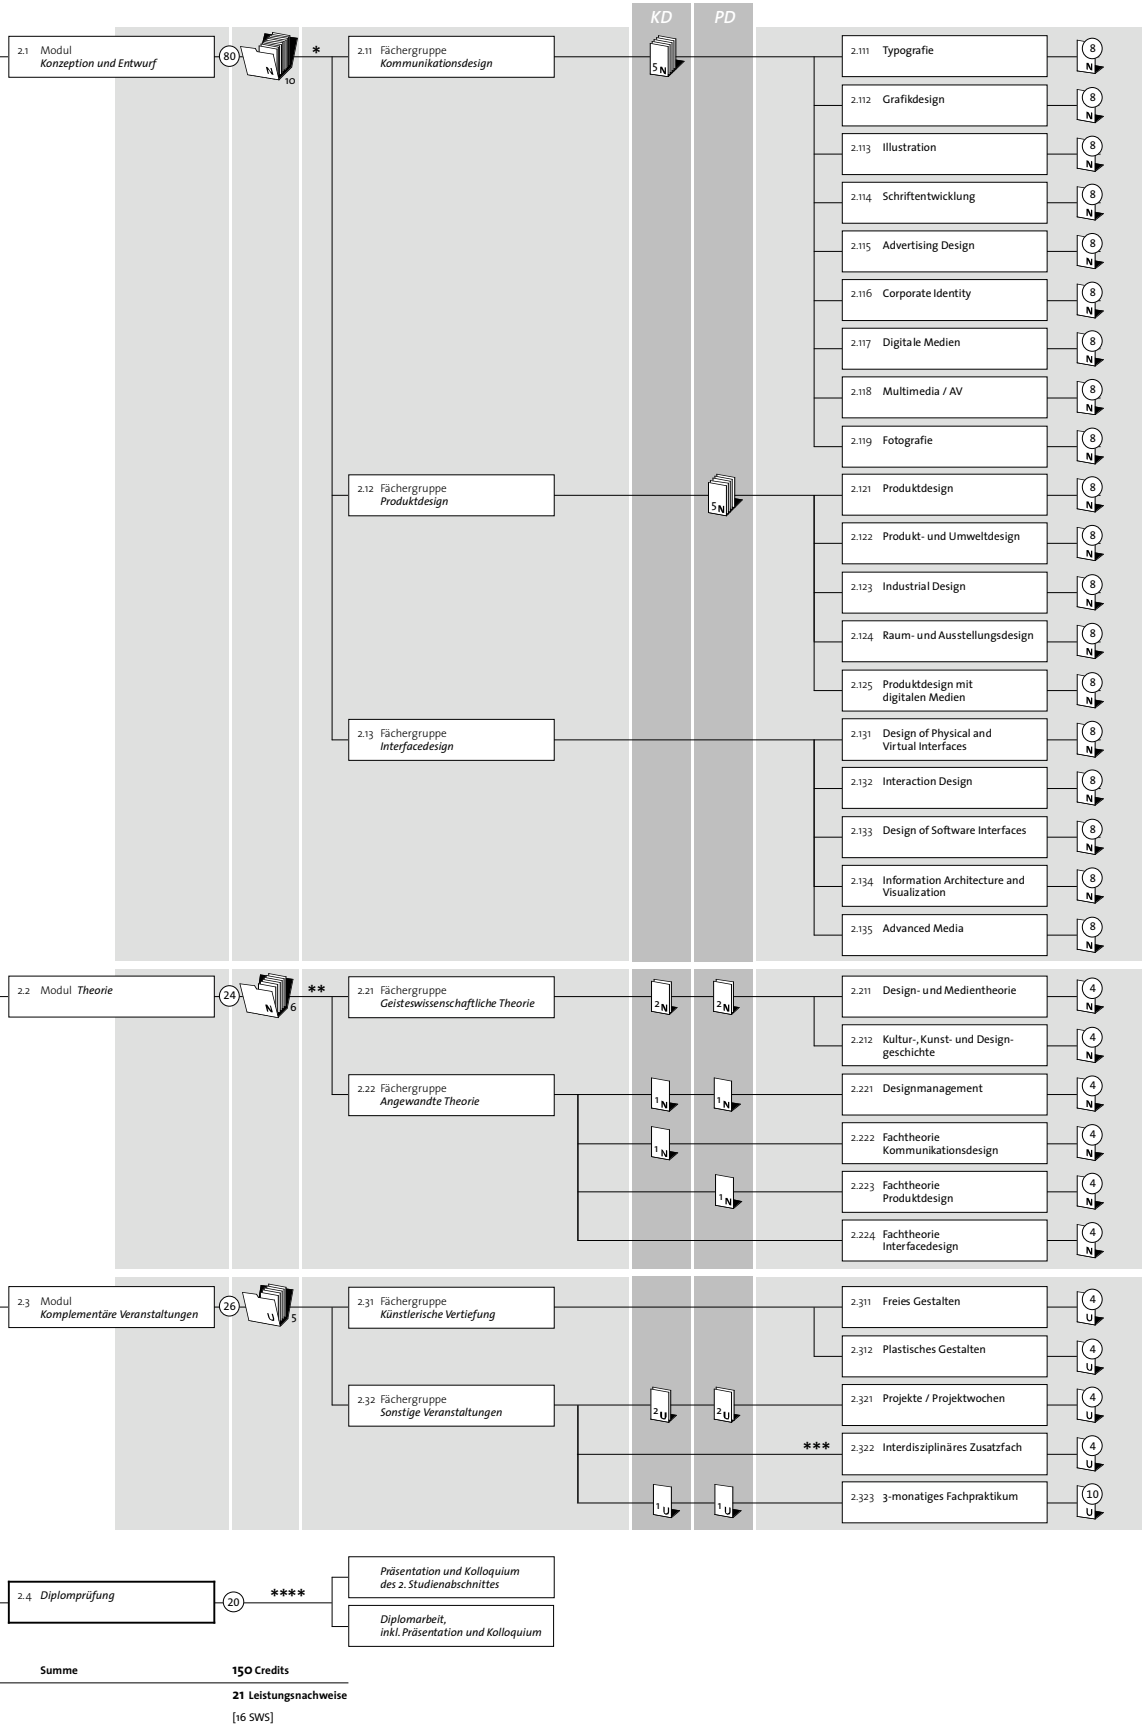 KD PD
2.1 Modul
Konzeption und Entwurf
80
N
10
*
2.11 Fächergruppe
Kommunikationsdesign
5 N
2.111 Typografie
8
N
2.112 Grafikdesign
8
N
2.113 Illustration
8
N
2.114 Schriftentwicklung
8
N
2.115 Advertising Design
8
N
2.116 Corporate Identity
8
N
2.117 Digitale Medien
8
N
2.118 Multimedia / AV
8
N
2.119 Fotografie
8
N
2.12 Fächergruppe
Produktdesign
5 N
2.121 Produktdesign
8
N
2.122 Produkt- und Umweltdesign
8
N
2.123 Industrial Design
8
N
2.124 Raum- und Ausstellungsdesign
8
N
2.125 Produktdesign mit
digitalen Medien
8
N
2.13 Fächergruppe
Interfacedesign
2.131 Design of Physical and
Virtual Interfaces
8
N
2.132 Interaction Design
8
N
2.133 Design of Software Interfaces
8
N
2.134 Information Architecture and
Visualization
8
N
2.135 Advanced Media
8
N
2.2 Modul Theorie
24
N
6
**
2.21 Fächergruppe
Geisteswissenschaftliche Theorie
2 N
2 N
2.211 Design- und Medientheorie
4
N
2.212 Kultur-, Kunst- und Design-
geschichte
4
N
2.22 Fächergruppe
Angewandte Theorie
1 N
1 N
2.221 Designmanagement
4
N
1 N
2.222 Fachtheorie
Kommunikationsdesign
4
N
1 N
2.223 Fachtheorie
Produktdesign
4
N
2.224 Fachtheorie
Interfacedesign
4
N
2.3 Modul
Komplementäre Veranstaltungen
26
U
5
2.31 Fächergruppe
Künstlerische Vertiefung
2.311 Freies Gestalten
4
U
2.312 Plastisches Gestalten
4
U
2.32 Fächergruppe
Sonstige Veranstaltungen
2 U
2 U
2.321 Projekte / Projektwochen
4
U
***
2.322 Interdisziplinäres Zusatzfach
4
U
1 U
1 U
2.323 3-monatiges Fachpraktikum
10
U
2.4 Diplomprüfung
20
****
Präsentation und Kolloquium
des 2. Studienabschnittes
Diplomarbeit,
inkl. Präsentation und Kolloquium
Summe 150 Credits
21 Leistungsnachweise
[16 SWS]